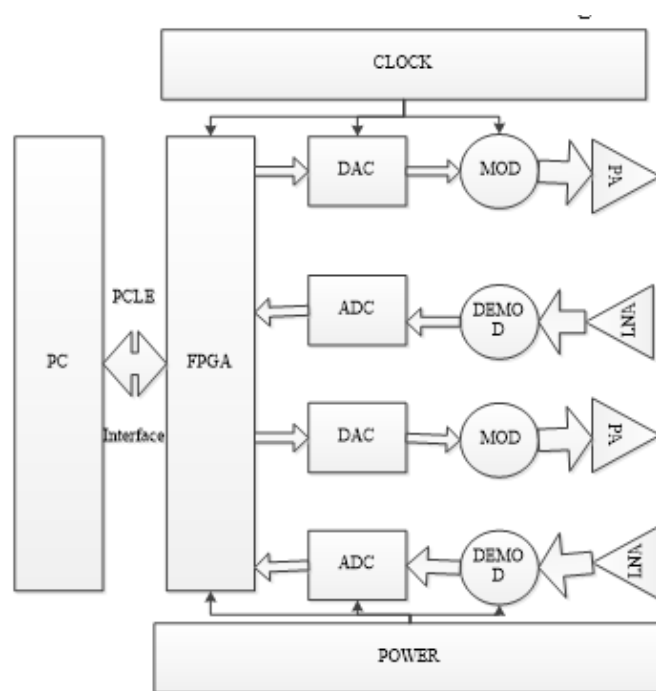 CLOCK
DAC
MOD
PA
PCLE
ADC
DEMO
D
LNA
PC
FPGA
Interface
DAC
MOD
PA
ADC
DEMO
D
LNA
POWER